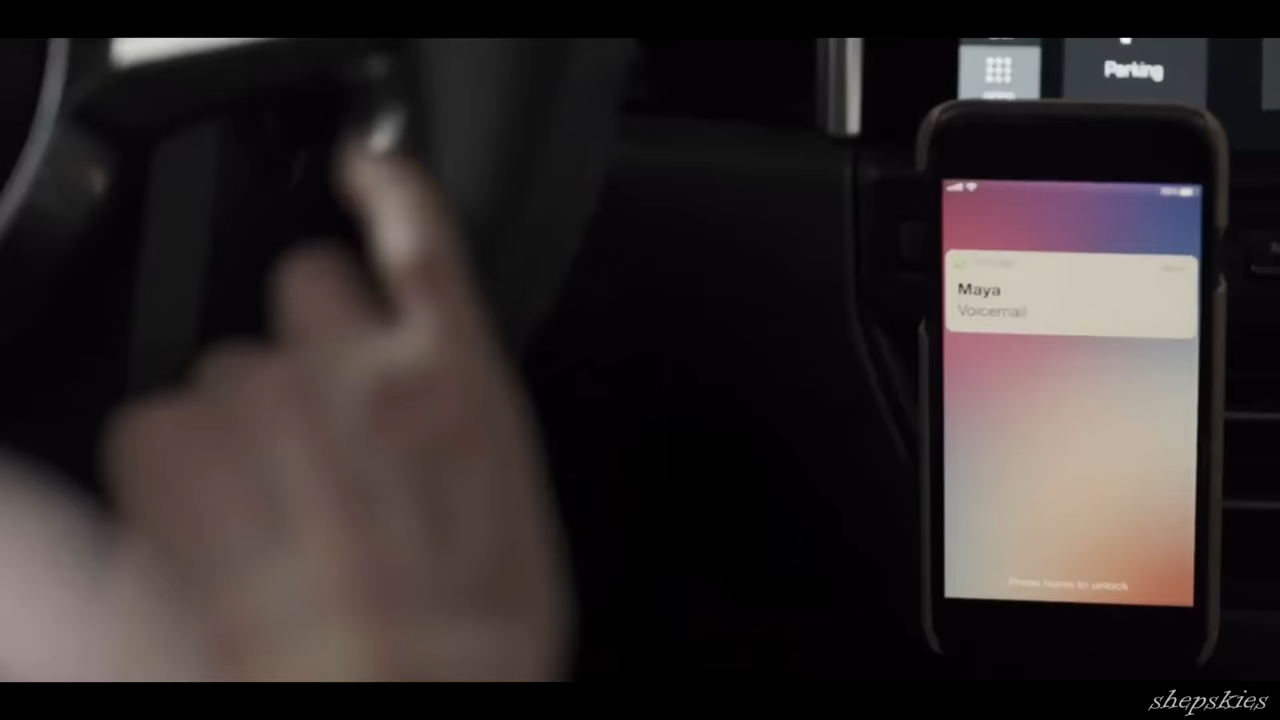 Parking
Maya
Voicemail
Press home to unlock
shepskies